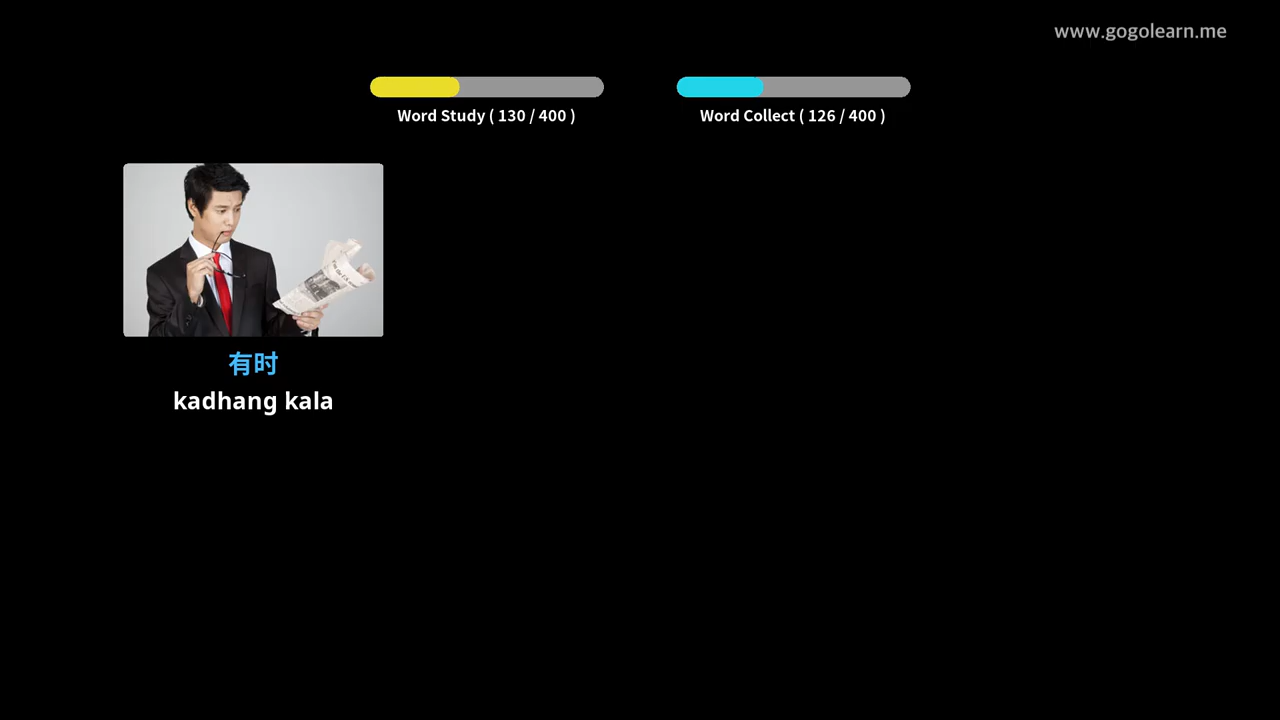 www.gogolearn.me
Word Study ( 130 / 400 )
Word Collect ( 126 / 400 )
有时
kadhang kala